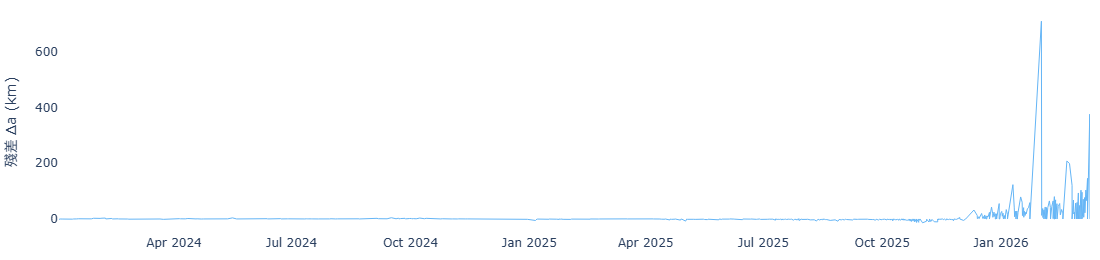 残差 Δa (km)
600
400
200
0
Apr 2024
Jul 2024
Oct 2024
Jan 2025
Apr 2025
Jul 2025
Oct 2025
Jan 2026